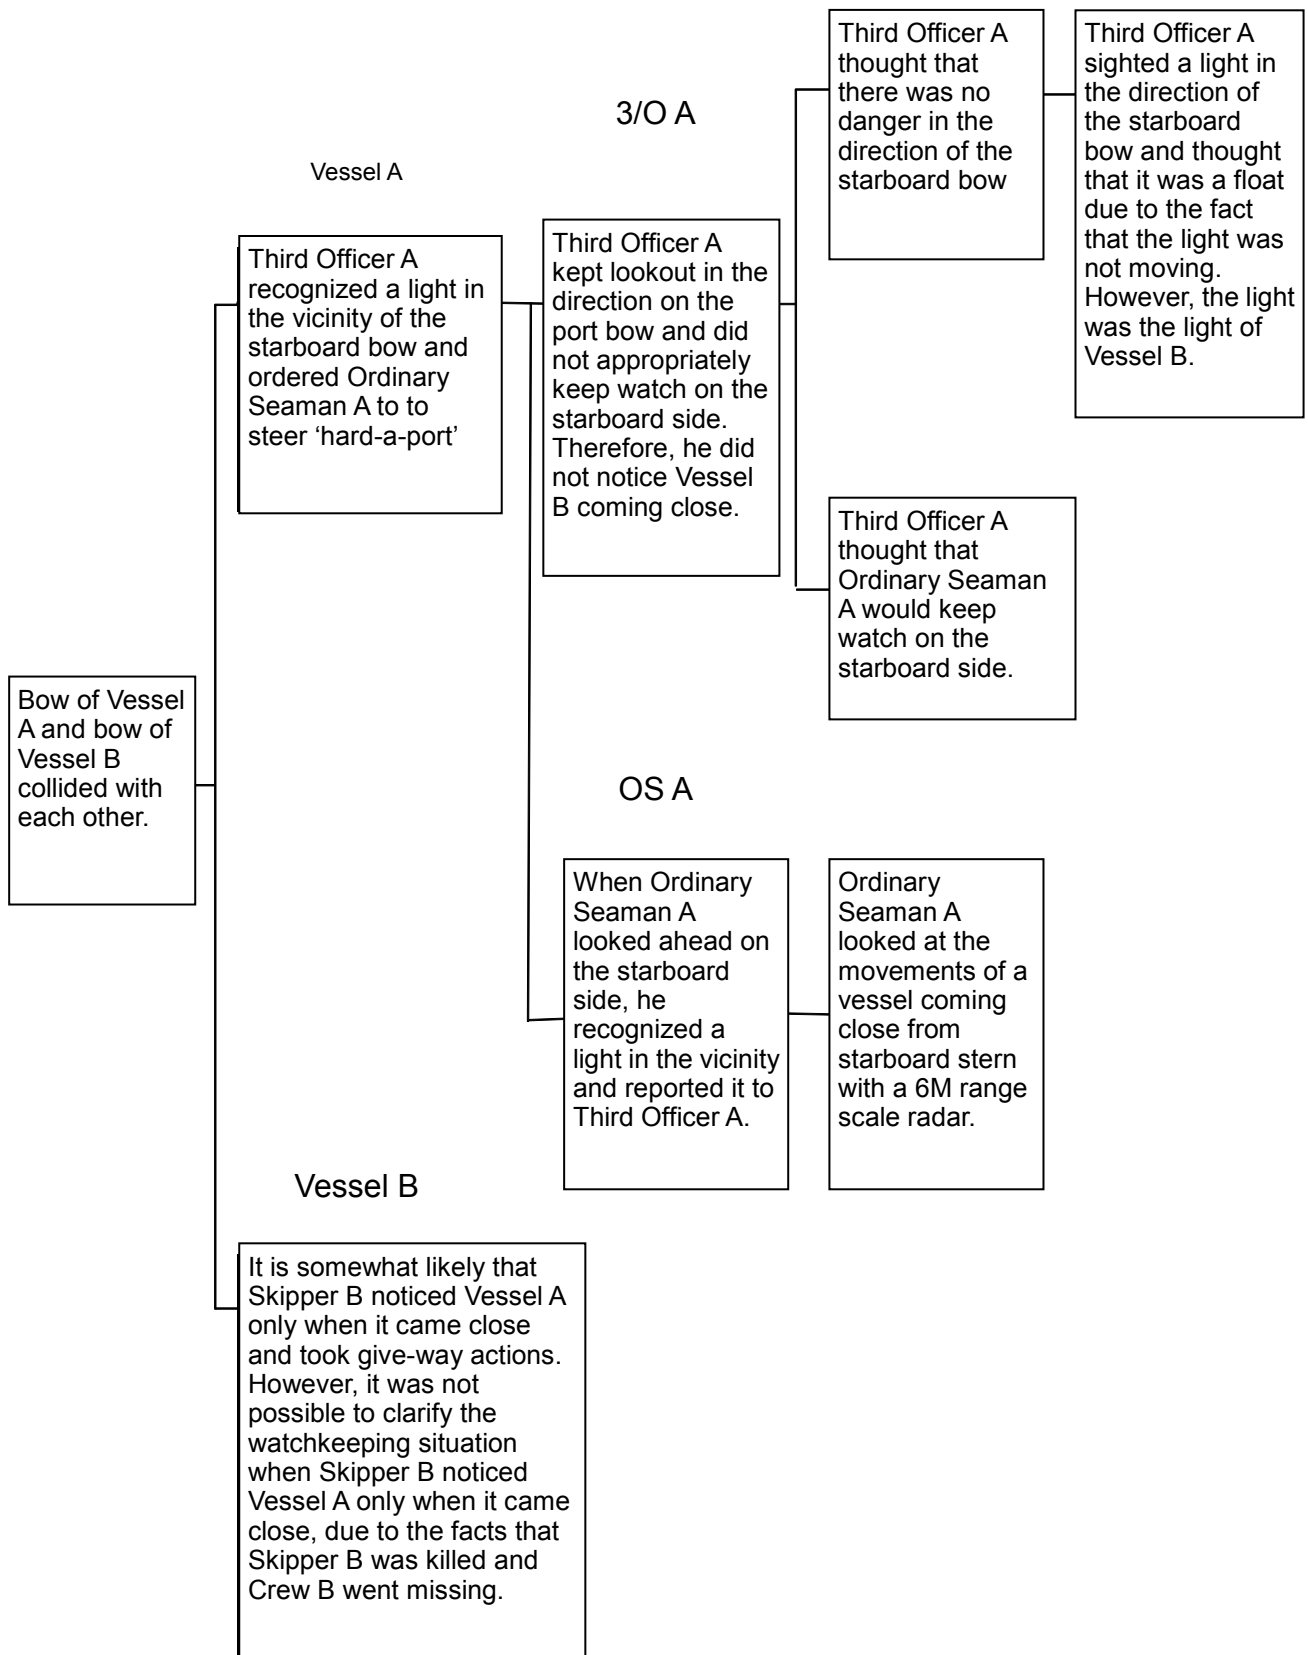 3/O A
Vessel A
Third Officer A
thought that
there was no
danger in the
direction of the
starboard bow
Third Officer A
sighted a light in
the direction of
the starboard
bow and thought
that it was a float
due to the fact
that the light was
not moving.
However, the light
was the light of
Vessel B.
Third Officer A
recognized a light in
the vicinity of the
starboard bow and
ordered Ordinary
Seaman A to to
steer ‘hard-a-port’
Third Officer A
kept lookout in the
direction on the
port bow and did
not appropriately
keep watch on the
starboard side.
Therefore, he did
not notice Vessel
B coming close.
Third Officer A
thought that
Ordinary Seaman
A would keep
watch on the
starboard side.
Bow of Vessel
A and bow of
Vessel B
collided with
each other.
OS A
When Ordinary
Seaman A
looked ahead on
the starboard
side, he
recognized a
light in the vicinity
and reported it to
Third Officer A.
Ordinary
Seaman A
looked at the
movements of a
vessel coming
close from
starboard stern
with a 6M range
scale radar.
Vessel B
It is somewhat likely that
Skipper B noticed Vessel A
only when it came close
and took give-way actions.
However, it was not
possible to clarify the
watchkeeping situation
when Skipper B noticed
Vessel A only when it came
close, due to the facts that
Skipper B was killed and
Crew B went missing.